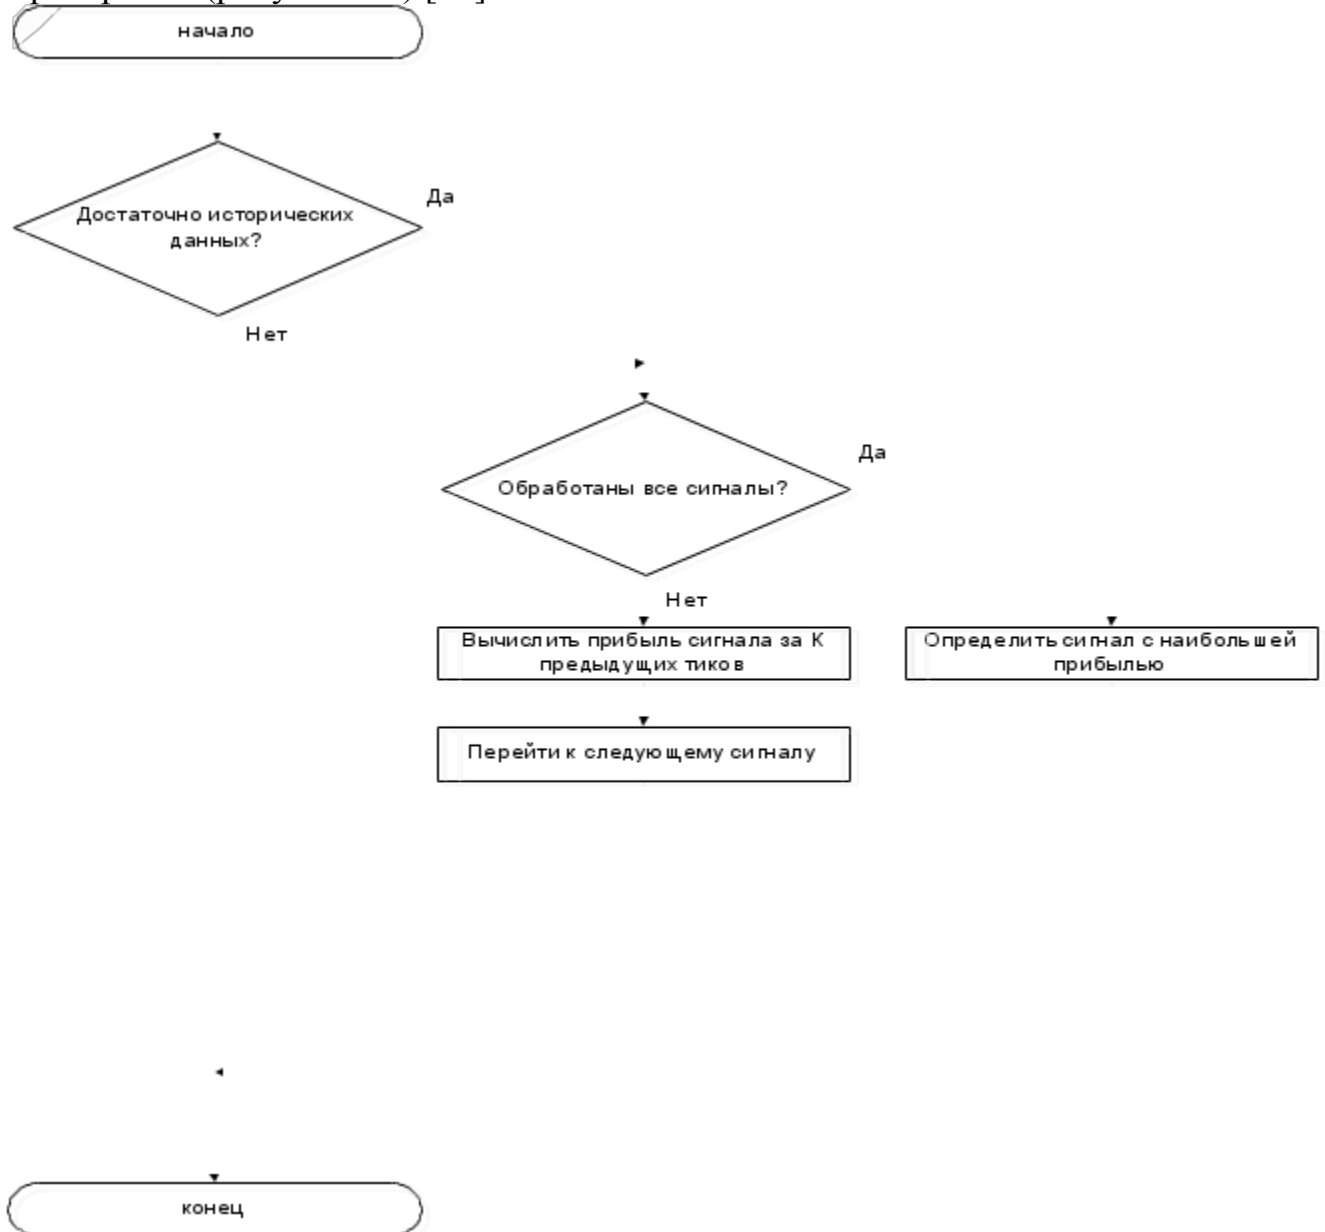 начало
Да
Достаточно исторических
данных?
Нет
Да
Обработаны все сигналы?
Нет
Вычислить прибыль сигнала за К
предыдущих тиков
Определить сигнал с наибольшей
прибылью
Перейти к следующему сигналу
конец